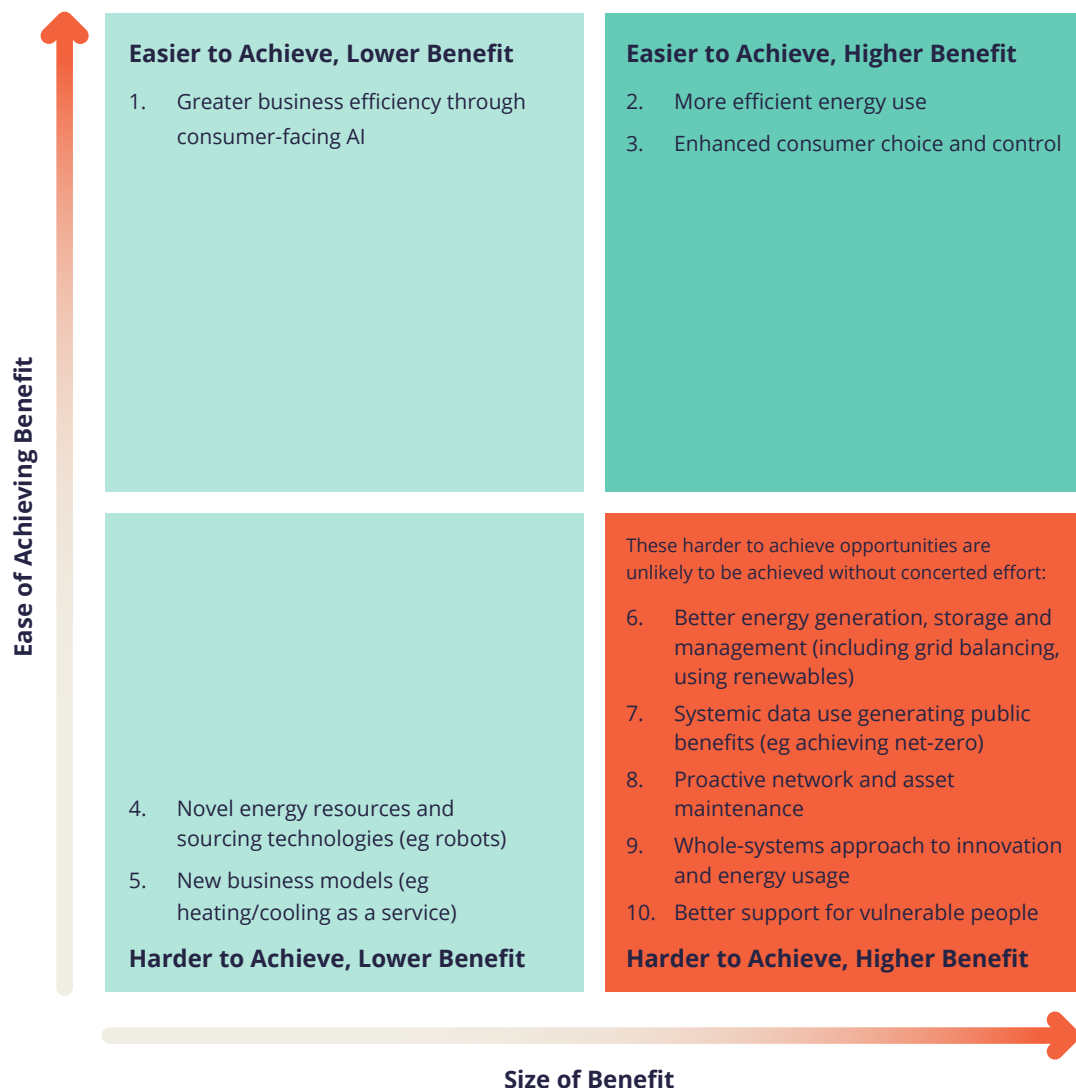 Easier to Achieve, Lower Benefit
1. Greater business efficiency through
consumer-facing AI
Easier to Achieve, Higher Benefit
2. More efficient energy use
3. Enhanced consumer choice and control
Ease of Achieving Benefit
4. Novel energy resources and
sourcing technologies (eg robots)
5. New business models (eg
heating/cooling as a service)
Harder to Achieve, Lower Benefit
These harder to achieve opportunities are
unlikely to be achieved without concerted effort:
6. Better energy generation, storage and
management (including grid balancing,
using renewables)
7. Systemic data use generating public
benefits (eg achieving net-zero)
8. Proactive network and asset
maintenance
9. Whole-systems approach to innovation
and energy usage
10. Better support for vulnerable people
Harder to Achieve, Higher Benefit
Size of Benefit